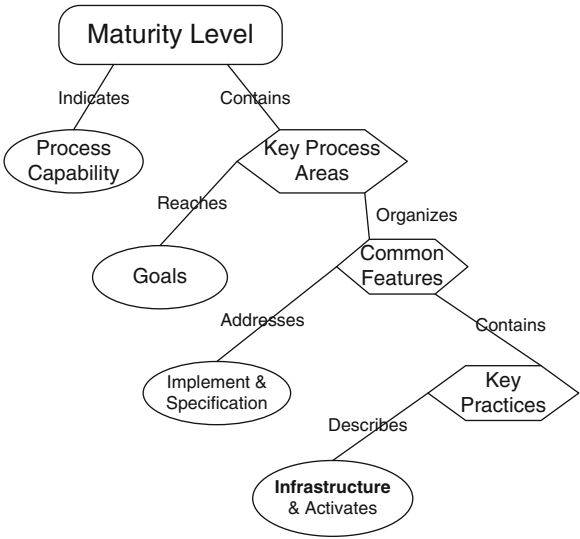 Maturity Level
Indicates
Contains
Process
Capability
Key Process
Areas
Reaches
Organizes
Goals
Common
Features
Addresses
Contains
Implement &
Specification
Key
Practices
Describes
Infrastructure
& Activates